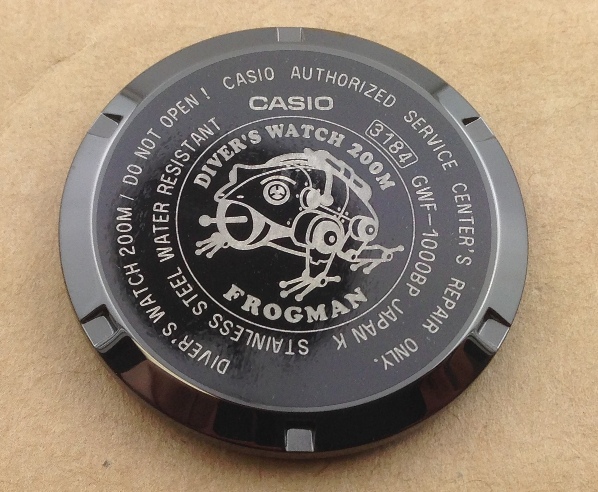 DIVER'S WATCH 200M / DO NOT OPEN! CASIO AUTHORIZED SERVICE CENTER'S REPAIR ONLY.
CASIO
3184 GWF-1000BP JAPAN K STAINLESS STEEL WATER RESISTANT
DIVER'S WATCH 200M
FROGMAN